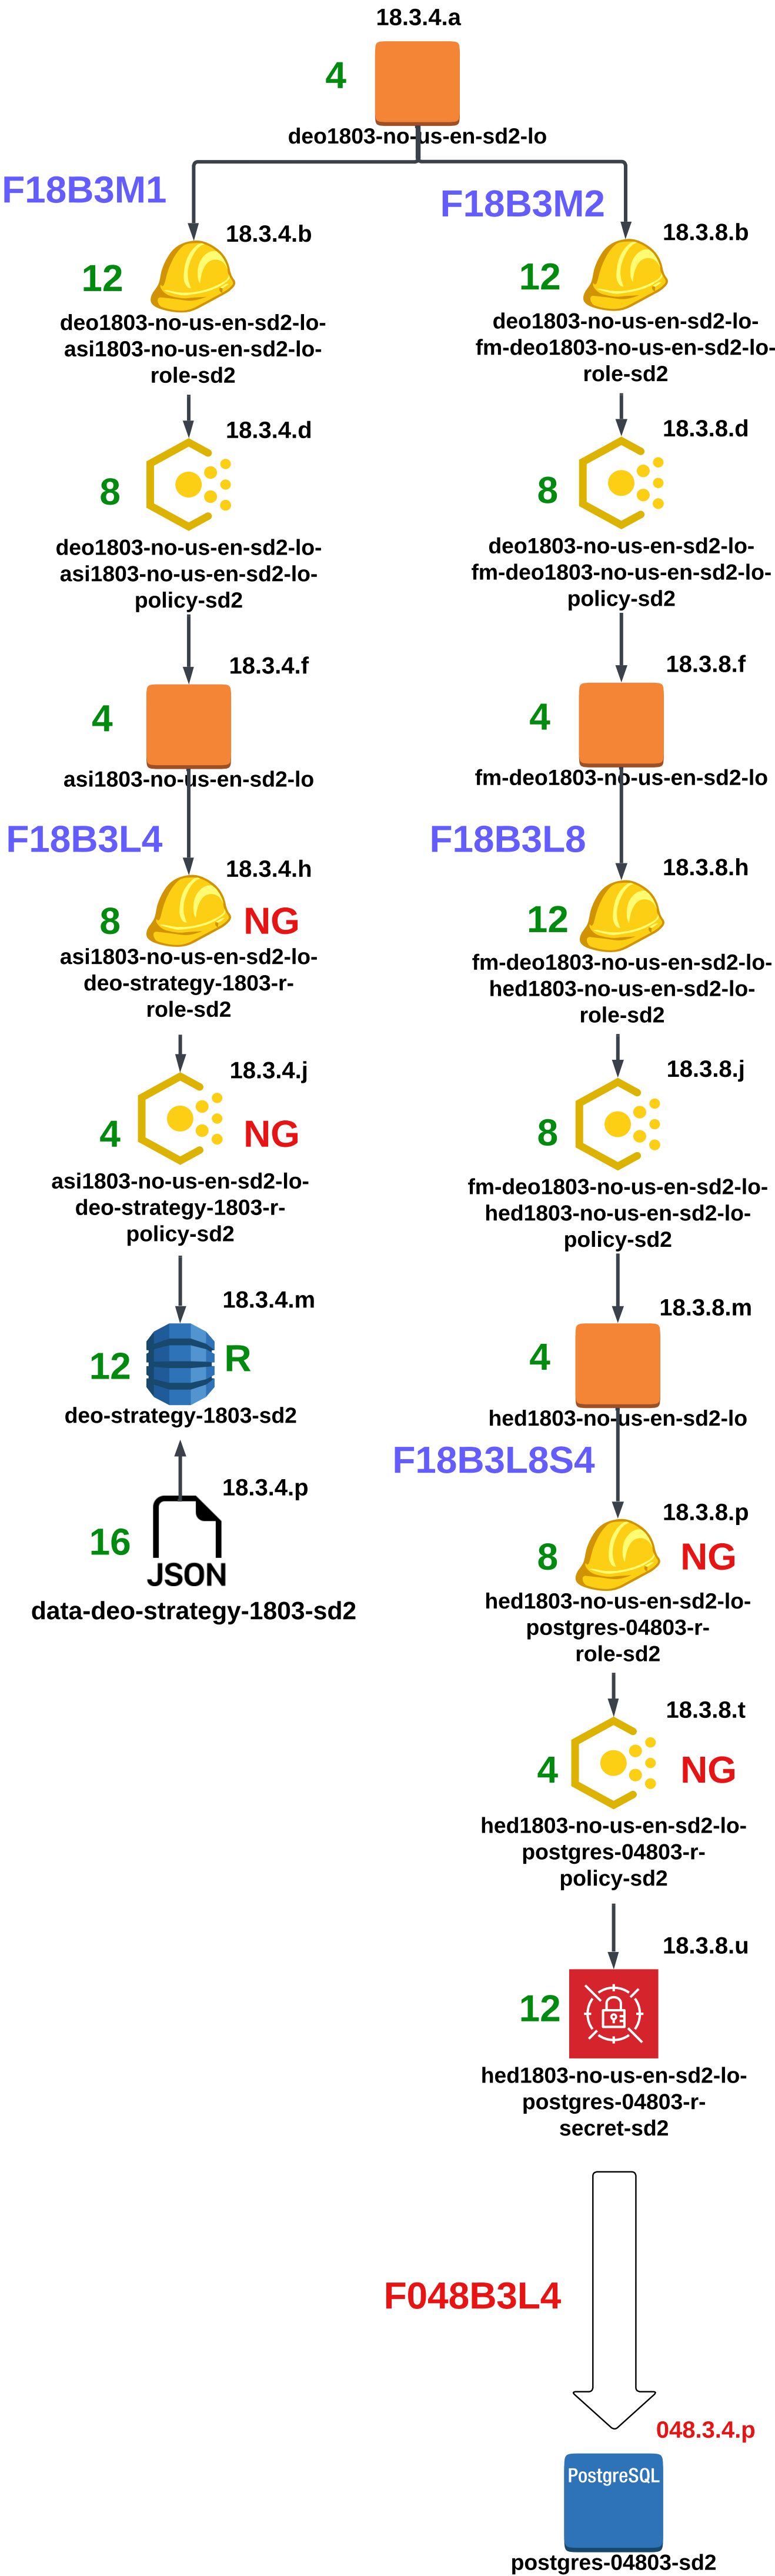 18.3.4.a
4
deo1803-no-us-en-sd2-lo
F18B3M1
F18B3M2
18.3.4.b
12
deo1803-no-us-en-sd2-lo-
asi1803-no-us-en-sd2-lo-
role-sd2
18.3.8.b
12
deo1803-no-us-en-sd2-lo-
fm-deo1803-no-us-en-sd2-lo-
role-sd2
18.3.4.d
8
deo1803-no-us-en-sd2-lo-
asi1803-no-us-en-sd2-lo-
policy-sd2
18.3.8.d
8
deo1803-no-us-en-sd2-lo-
fm-deo1803-no-us-en-sd2-lo-
policy-sd2
18.3.4.f
4
asi1803-no-us-en-sd2-lo
18.3.8.f
4
fm-deo1803-no-us-en-sd2-lo
F18B3L4
F18B3L8
18.3.4.h
8
NG
asi1803-no-us-en-sd2-lo-
deo-strategy-1803-r-
role-sd2
18.3.8.h
12
fm-deo1803-no-us-en-sd2-lo-
hed1803-no-us-en-sd2-lo-
role-sd2
18.3.4.j
4
NG
asi1803-no-us-en-sd2-lo-
deo-strategy-1803-r-
policy-sd2
18.3.8.j
8
fm-deo1803-no-us-en-sd2-lo-
hed1803-no-us-en-sd2-lo-
policy-sd2
18.3.4.m
12
R
deo-strategy-1803-sd2
18.3.8.m
4
hed1803-no-us-en-sd2-lo
F18B3L8S4
18.3.4.p
16
JSON
data-deo-strategy-1803-sd2
18.3.8.p
8
NG
hed1803-no-us-en-sd2-lo-
postgres-04803-r-
role-sd2
18.3.8.t
4
NG
hed1803-no-us-en-sd2-lo-
postgres-04803-r-
policy-sd2
18.3.8.u
12
hed1803-no-us-en-sd2-lo-
postgres-04803-r-
secret-sd2
F048B3L4
048.3.4.p
PostgreSQL
postgres-04803-sd2